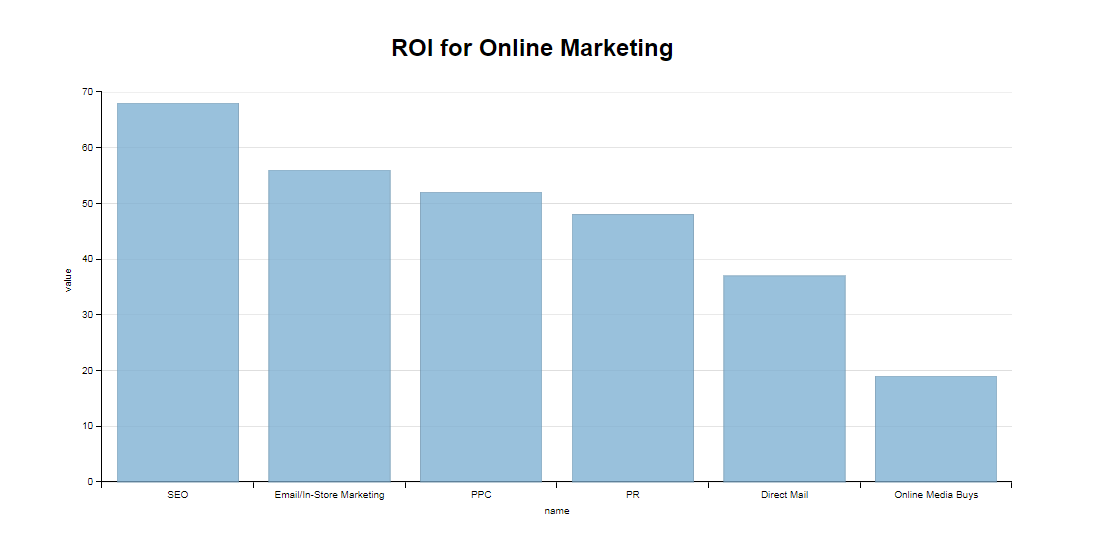 ROI for Online Marketing
70
60
50
40
30
20
10
0
value
SEO Email/In-Store Marketing PPC PR Direct Mail Online Media Buys
name